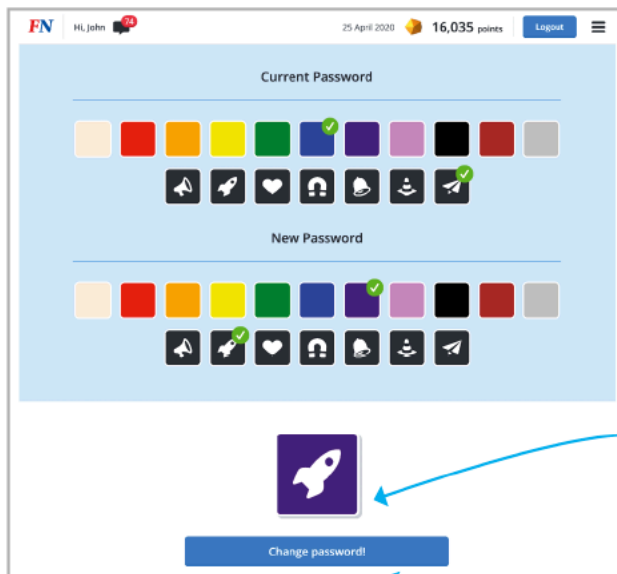 FN Hi, John 74 25 April 2020 16,035 points Logout
Current Password
New Password
Change password!